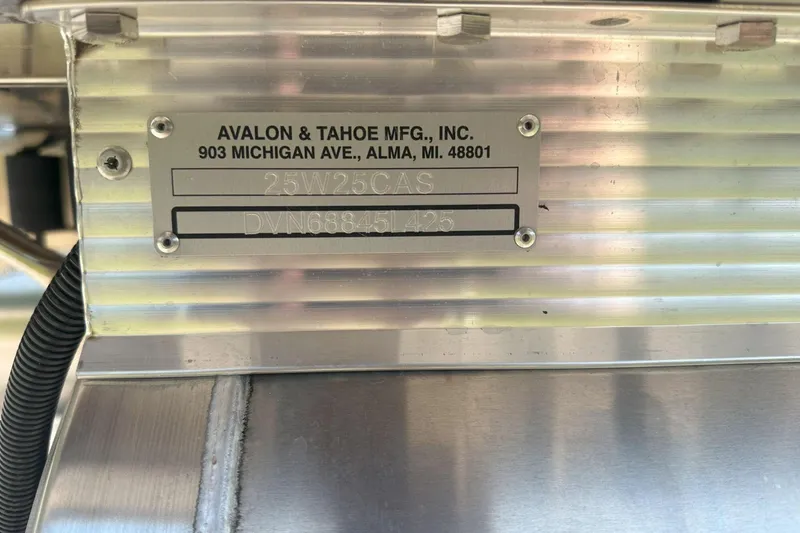 AVALON & TAHOE MFG., INC.
903 MICHIGAN AVE., ALMA, MI. 48801
25W25CAS
DVN68845L425